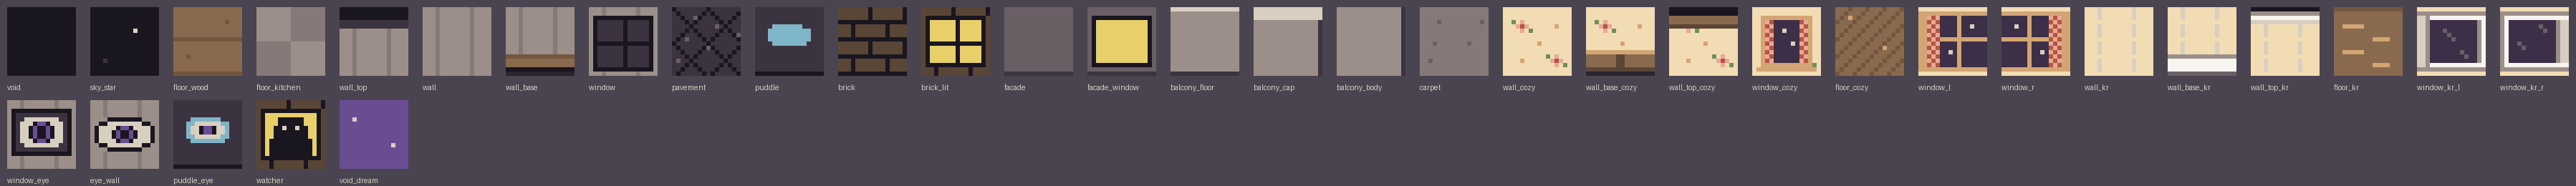 void sky_star floor_wood floor_kitchen wall_top wall wall_base window pavement puddle brick brick_lit facade facade_window balcony_floor balcony_cap balcony_body carpet wall_cozy wall_base_cozy wall_top_cozy window_cozy floor_cozy window_l window_r wall_kr wall_base_kr wall_top_kr floor_kr window_kr_l window_kr_r
window_eye eye_wall puddle_eye watcher void_dream